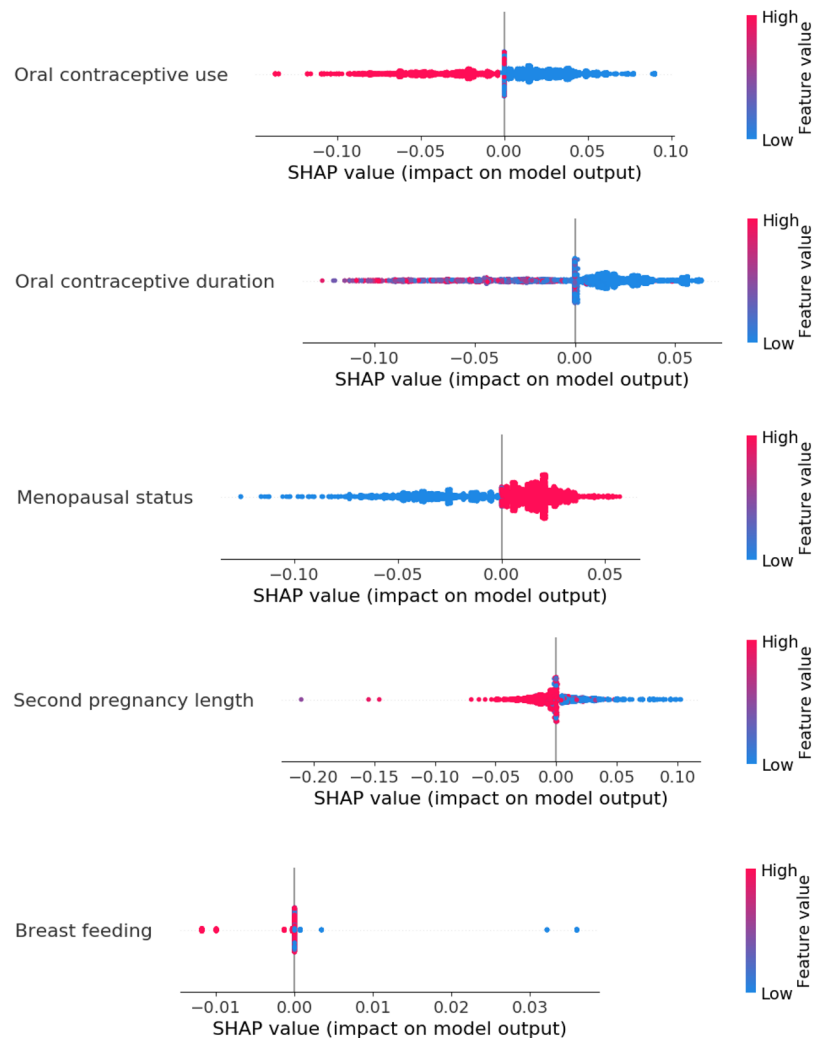 High
Oral contraceptive use
Feature value
Low
−0.10 −0.05 0.00 0.05 0.10
SHAP value (impact on model output)
High
Oral contraceptive duration
Feature value
Low
−0.10 −0.05 0.00 0.05
SHAP value (impact on model output)
High
Menopausal status
Feature value
Low
−0.10 −0.05 0.00 0.05
SHAP value (impact on model output)
High
Second pregnancy length
Feature value
Low
−0.20 −0.15 −0.10 −0.05 0.00 0.05 0.10
SHAP value (impact on model output)
High
Breast feeding
Feature value
Low
−0.01 0.00 0.01 0.02 0.03
SHAP value (impact on model output)